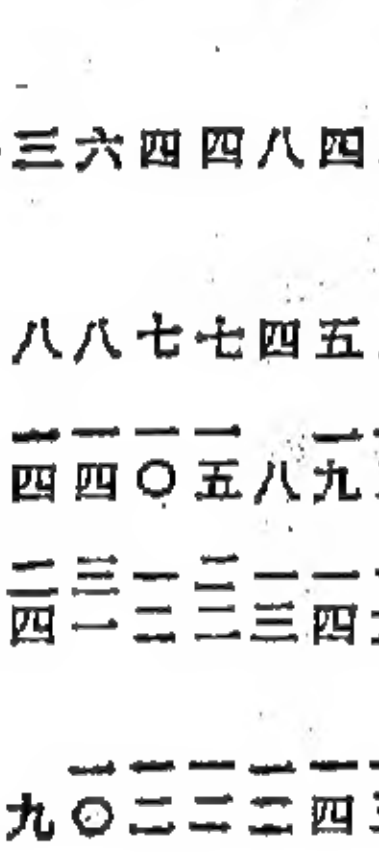 四 五 一九 一四 一四
八 四 八 一三 一二
四 七 一五 二二 一二
四 七 一〇 一二 一二
六 八 一四 三一 一〇
三 八 一四 二四 九